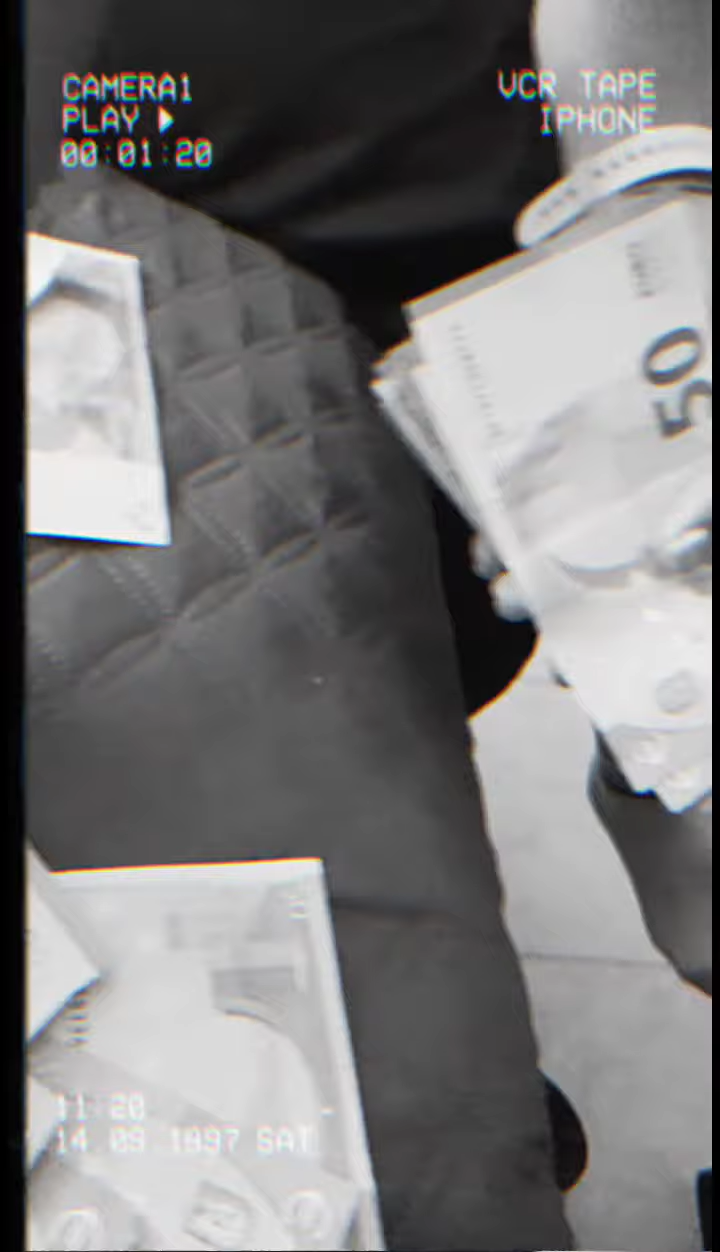 CAMERA1
PLAY
00:01:20
VCR TAPE
IPHONE
50
11:20
14 09 1997 SAT